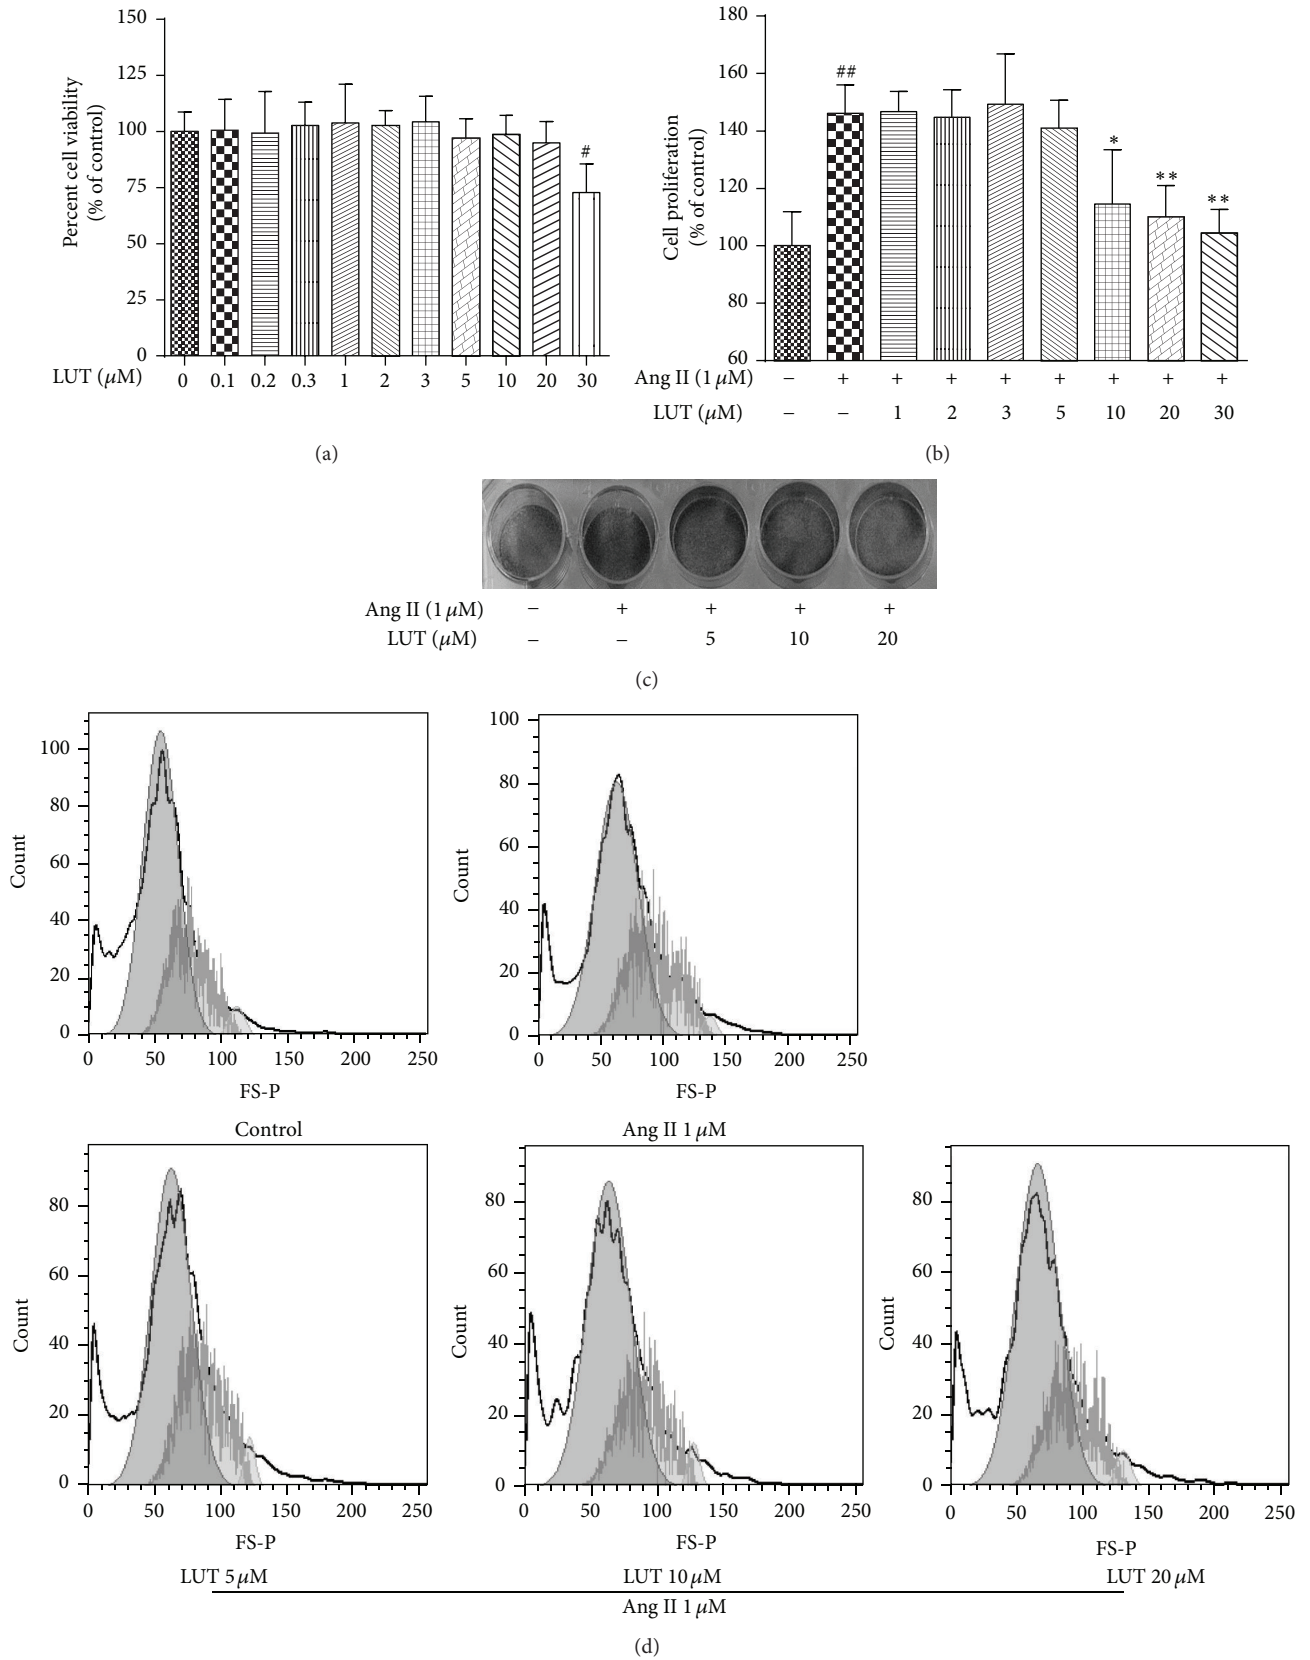 150
125
100
75
50
25
0
Percent cell viability
(% of control)
#
LUT (μM) 0 0.1 0.2 0.3 1 2 3 5 10 20 30
(a)
180
160
140
120
100
80
60
Cell proliferation
(% of control)
##
*
**
**
Ang II (1 μM) − + + + + + + + +
LUT (μM) − − 1 2 3 5 10 20 30
(b)
Ang II (1 μM) − + + + +
LUT (μM) − − 5 10 20
(c)
100
80
60
40
20
0
Count
0 50 100 150 200 250
FS-P
Control
100
80
60
40
20
0
Count
0 50 100 150 200 250
FS-P
Ang II 1 μM
80
60
40
20
0
Count
0 50 100 150 200 250
FS-P
LUT 5 μM
80
60
40
20
0
Count
0 50 100 150 200 250
FS-P
LUT 10 μM
80
60
40
20
0
Count
0 50 100 150 200 250
FS-P
LUT 20 μM
Ang II 1 μM
(d)